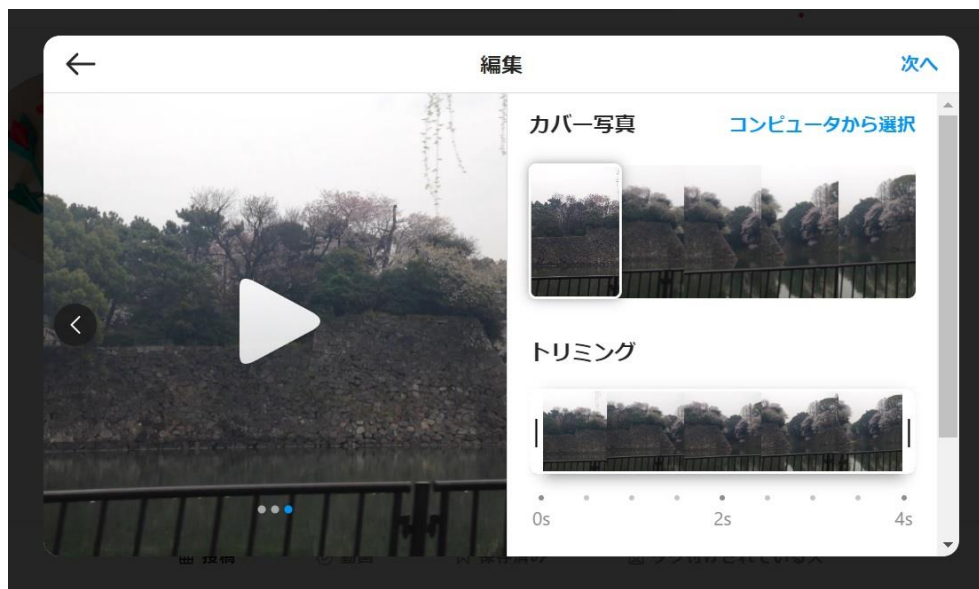 編集
次へ
カバー写真
コンピュータから選択
トリミング
0s
2s
4s